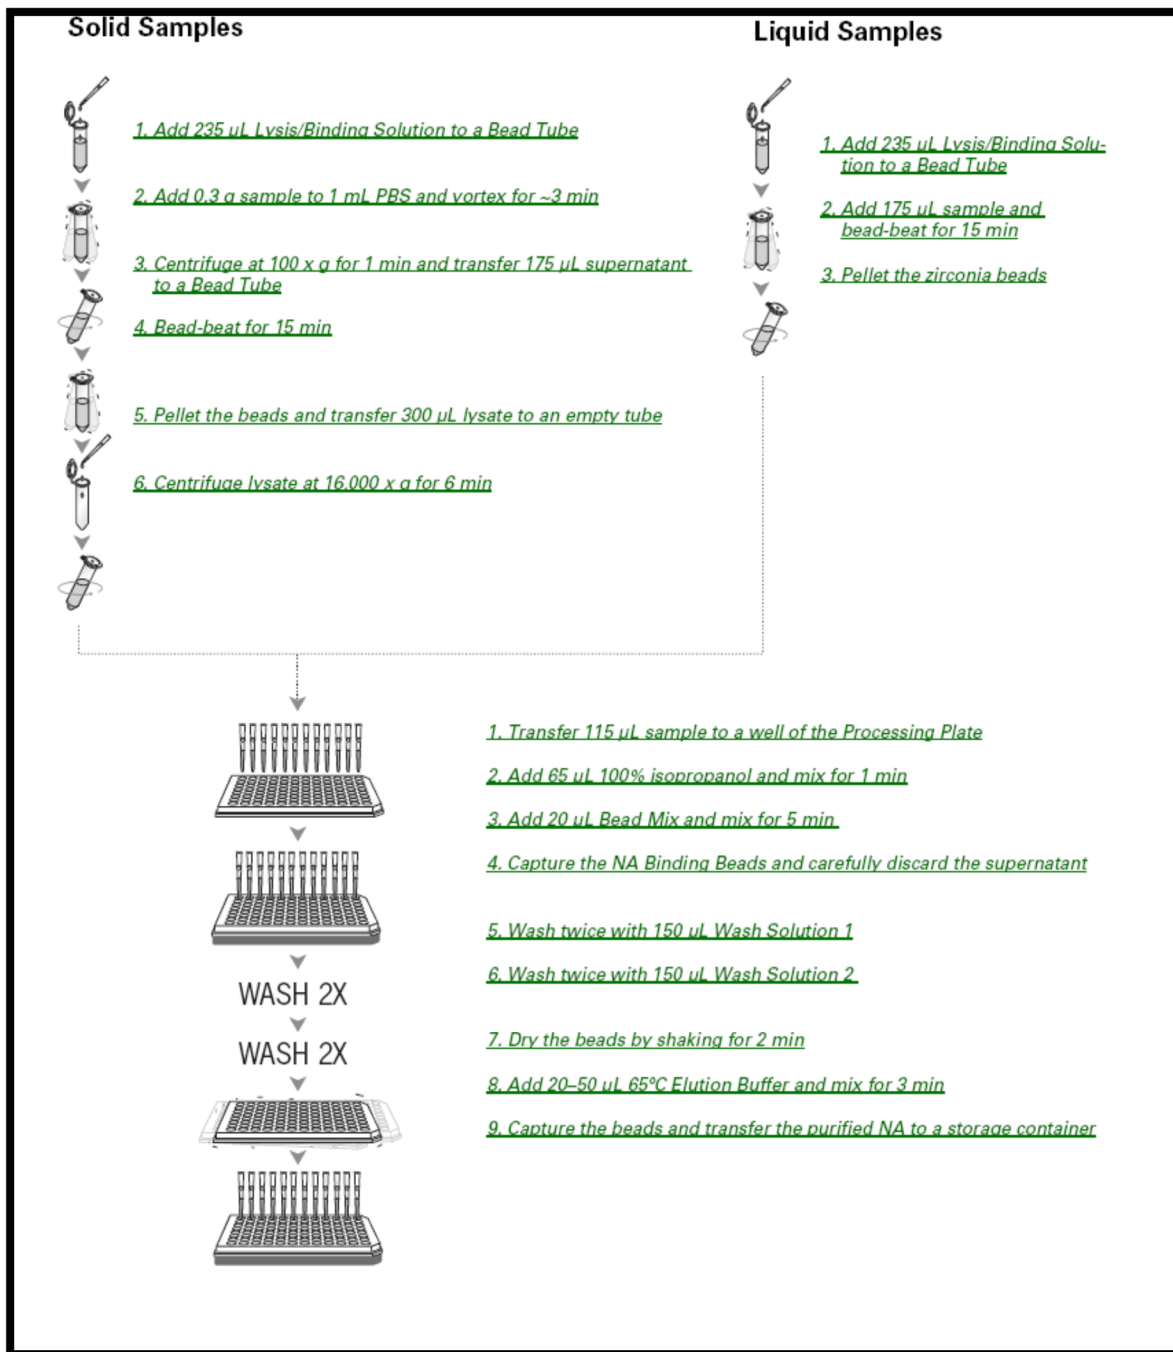 Solid Samples
1. Add 235 µL Lysis/Binding Solution to a Bead Tube
2. Add 0.3 g sample to 1 mL PBS and vortex for ~3 min
3. Centrifuge at 100 x g for 1 min and transfer 175 µL supernatant
to a Bead Tube
4. Bead-beat for 15 min
5. Pellet the beads and transfer 300 µL lysate to an empty tube
6. Centrifuge lysate at 16,000 x g for 6 min
Liquid Samples
1. Add 235 µL Lysis/Binding Solu-
tion to a Bead Tube
2. Add 175 µL sample and
bead-beat for 15 min
3. Pellet the zirconia beads
1. Transfer 115 µL sample to a well of the Processing Plate
2. Add 65 µL 100% isopropanol and mix for 1 min
3. Add 20 µL Bead Mix and mix for 5 min
4. Capture the NA Binding Beads and carefully discard the supernatant
5. Wash twice with 150 µL Wash Solution 1
6. Wash twice with 150 µL Wash Solution 2
WASH 2X
WASH 2X
7. Dry the beads by shaking for 2 min
8. Add 20–50 µL 65ºC Elution Buffer and mix for 3 min
9. Capture the beads and transfer the purified NA to a storage container